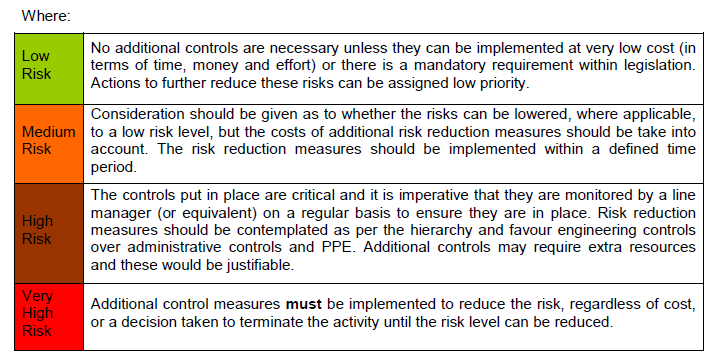 Where:
Low
Risk
No additional controls are necessary unless they can be implemented at very low cost (in
terms of time, money and effort) or there is a mandatory requirement within legislation.
Actions to further reduce these risks can be assigned low priority.
Medium
Risk
Consideration should be given as to whether the risks can be lowered, where applicable,
to a low risk level, but the costs of additional risk reduction measures should be take into
account. The risk reduction measures should be implemented within a defined time
period.
High
Risk
The controls put in place are critical and it is imperative that they are monitored by a line
manager (or equivalent) on a regular basis to ensure they are in place. Risk reduction
measures should be contemplated as per the hierarchy and favour engineering controls
over administrative controls and PPE. Additional controls may require extra resources
and these would be justifiable.
Very
High
Risk
Additional control measures must be implemented to reduce the risk, regardless of cost,
or a decision taken to terminate the activity until the risk level can be reduced.